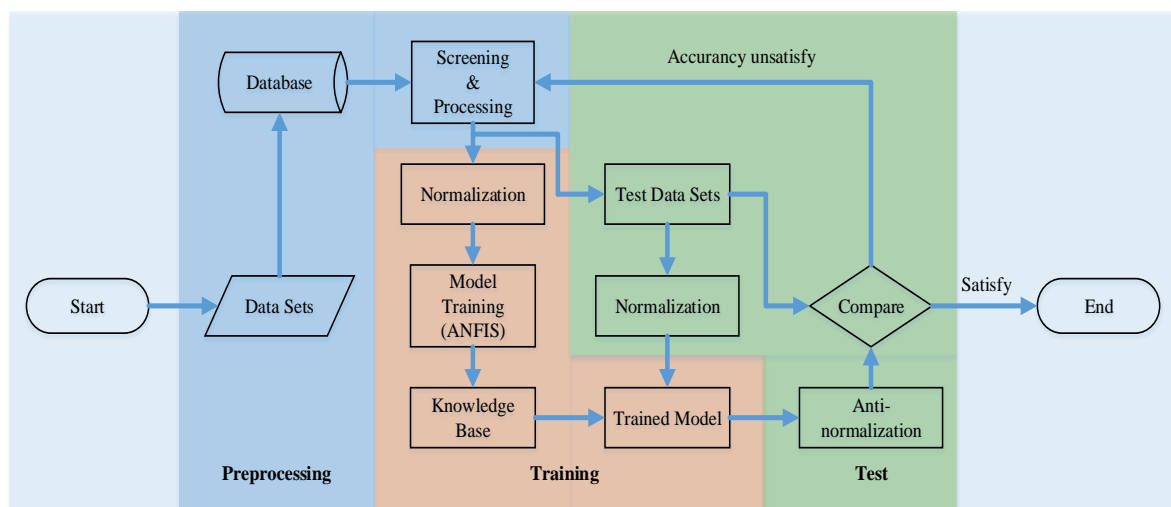 Database
Screening
&
Processing
Accurancy unsatisfy
Normalization
Test Data Sets
Start
Data Sets
Model
Training
(ANFIS)
Normalization
Compare
Satisfy
End
Knowledge
Base
Trained Model
Anti-
normalization
Preprocessing
Training
Test